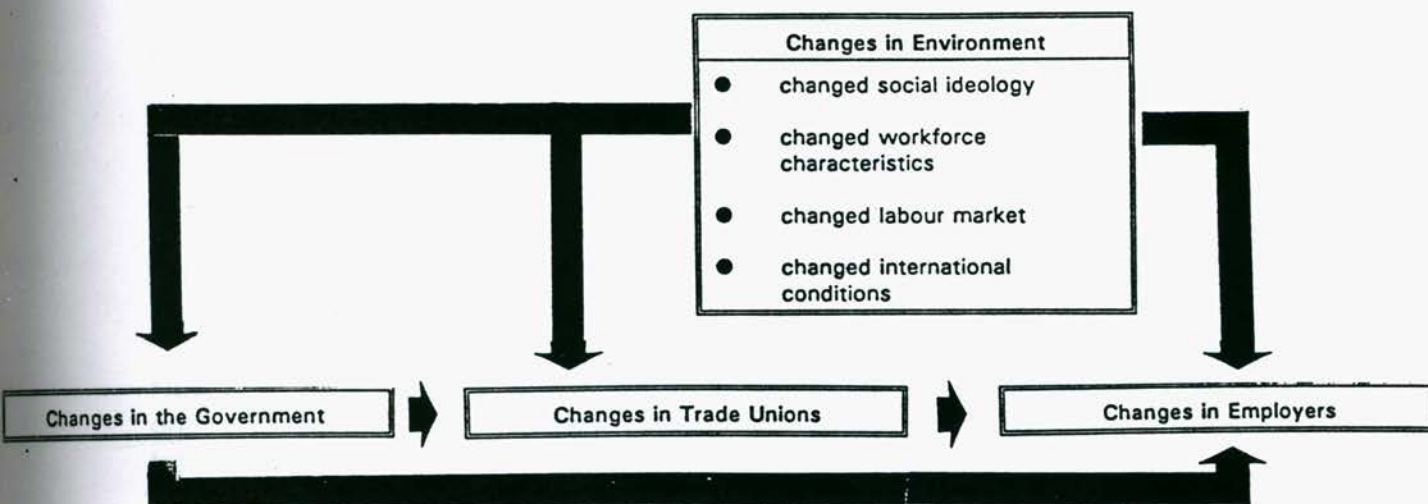 Changes in Environment
● changed social ideology
● changed workforce
characteristics
● changed labour market
● changed international
conditions
Changes in the Government
Changes in Trade Unions
Changes in Employers